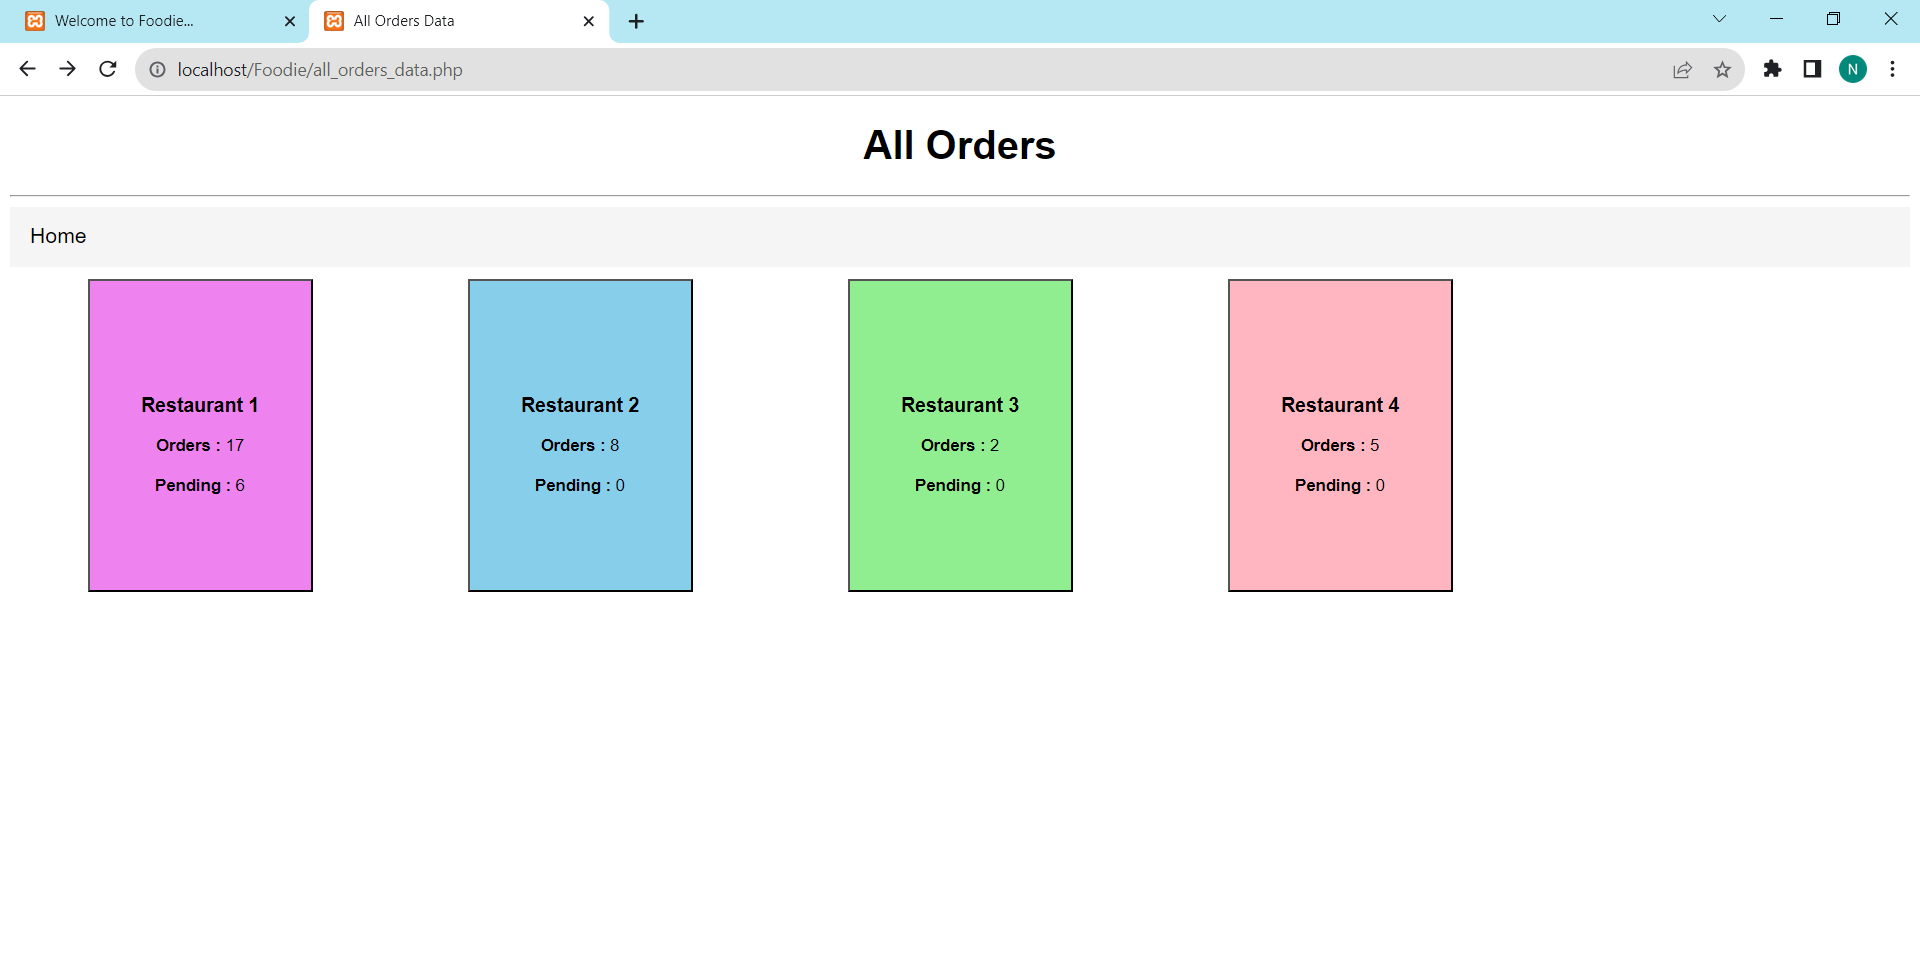 Welcome to Foodie...
All Orders Data
localhost/Foodie/all_orders_data.php
N
All Orders
Home
Restaurant 1
Orders : 17
Pending : 6
Restaurant 2
Orders : 8
Pending : 0
Restaurant 3
Orders : 2
Pending : 0
Restaurant 4
Orders : 5
Pending : 0